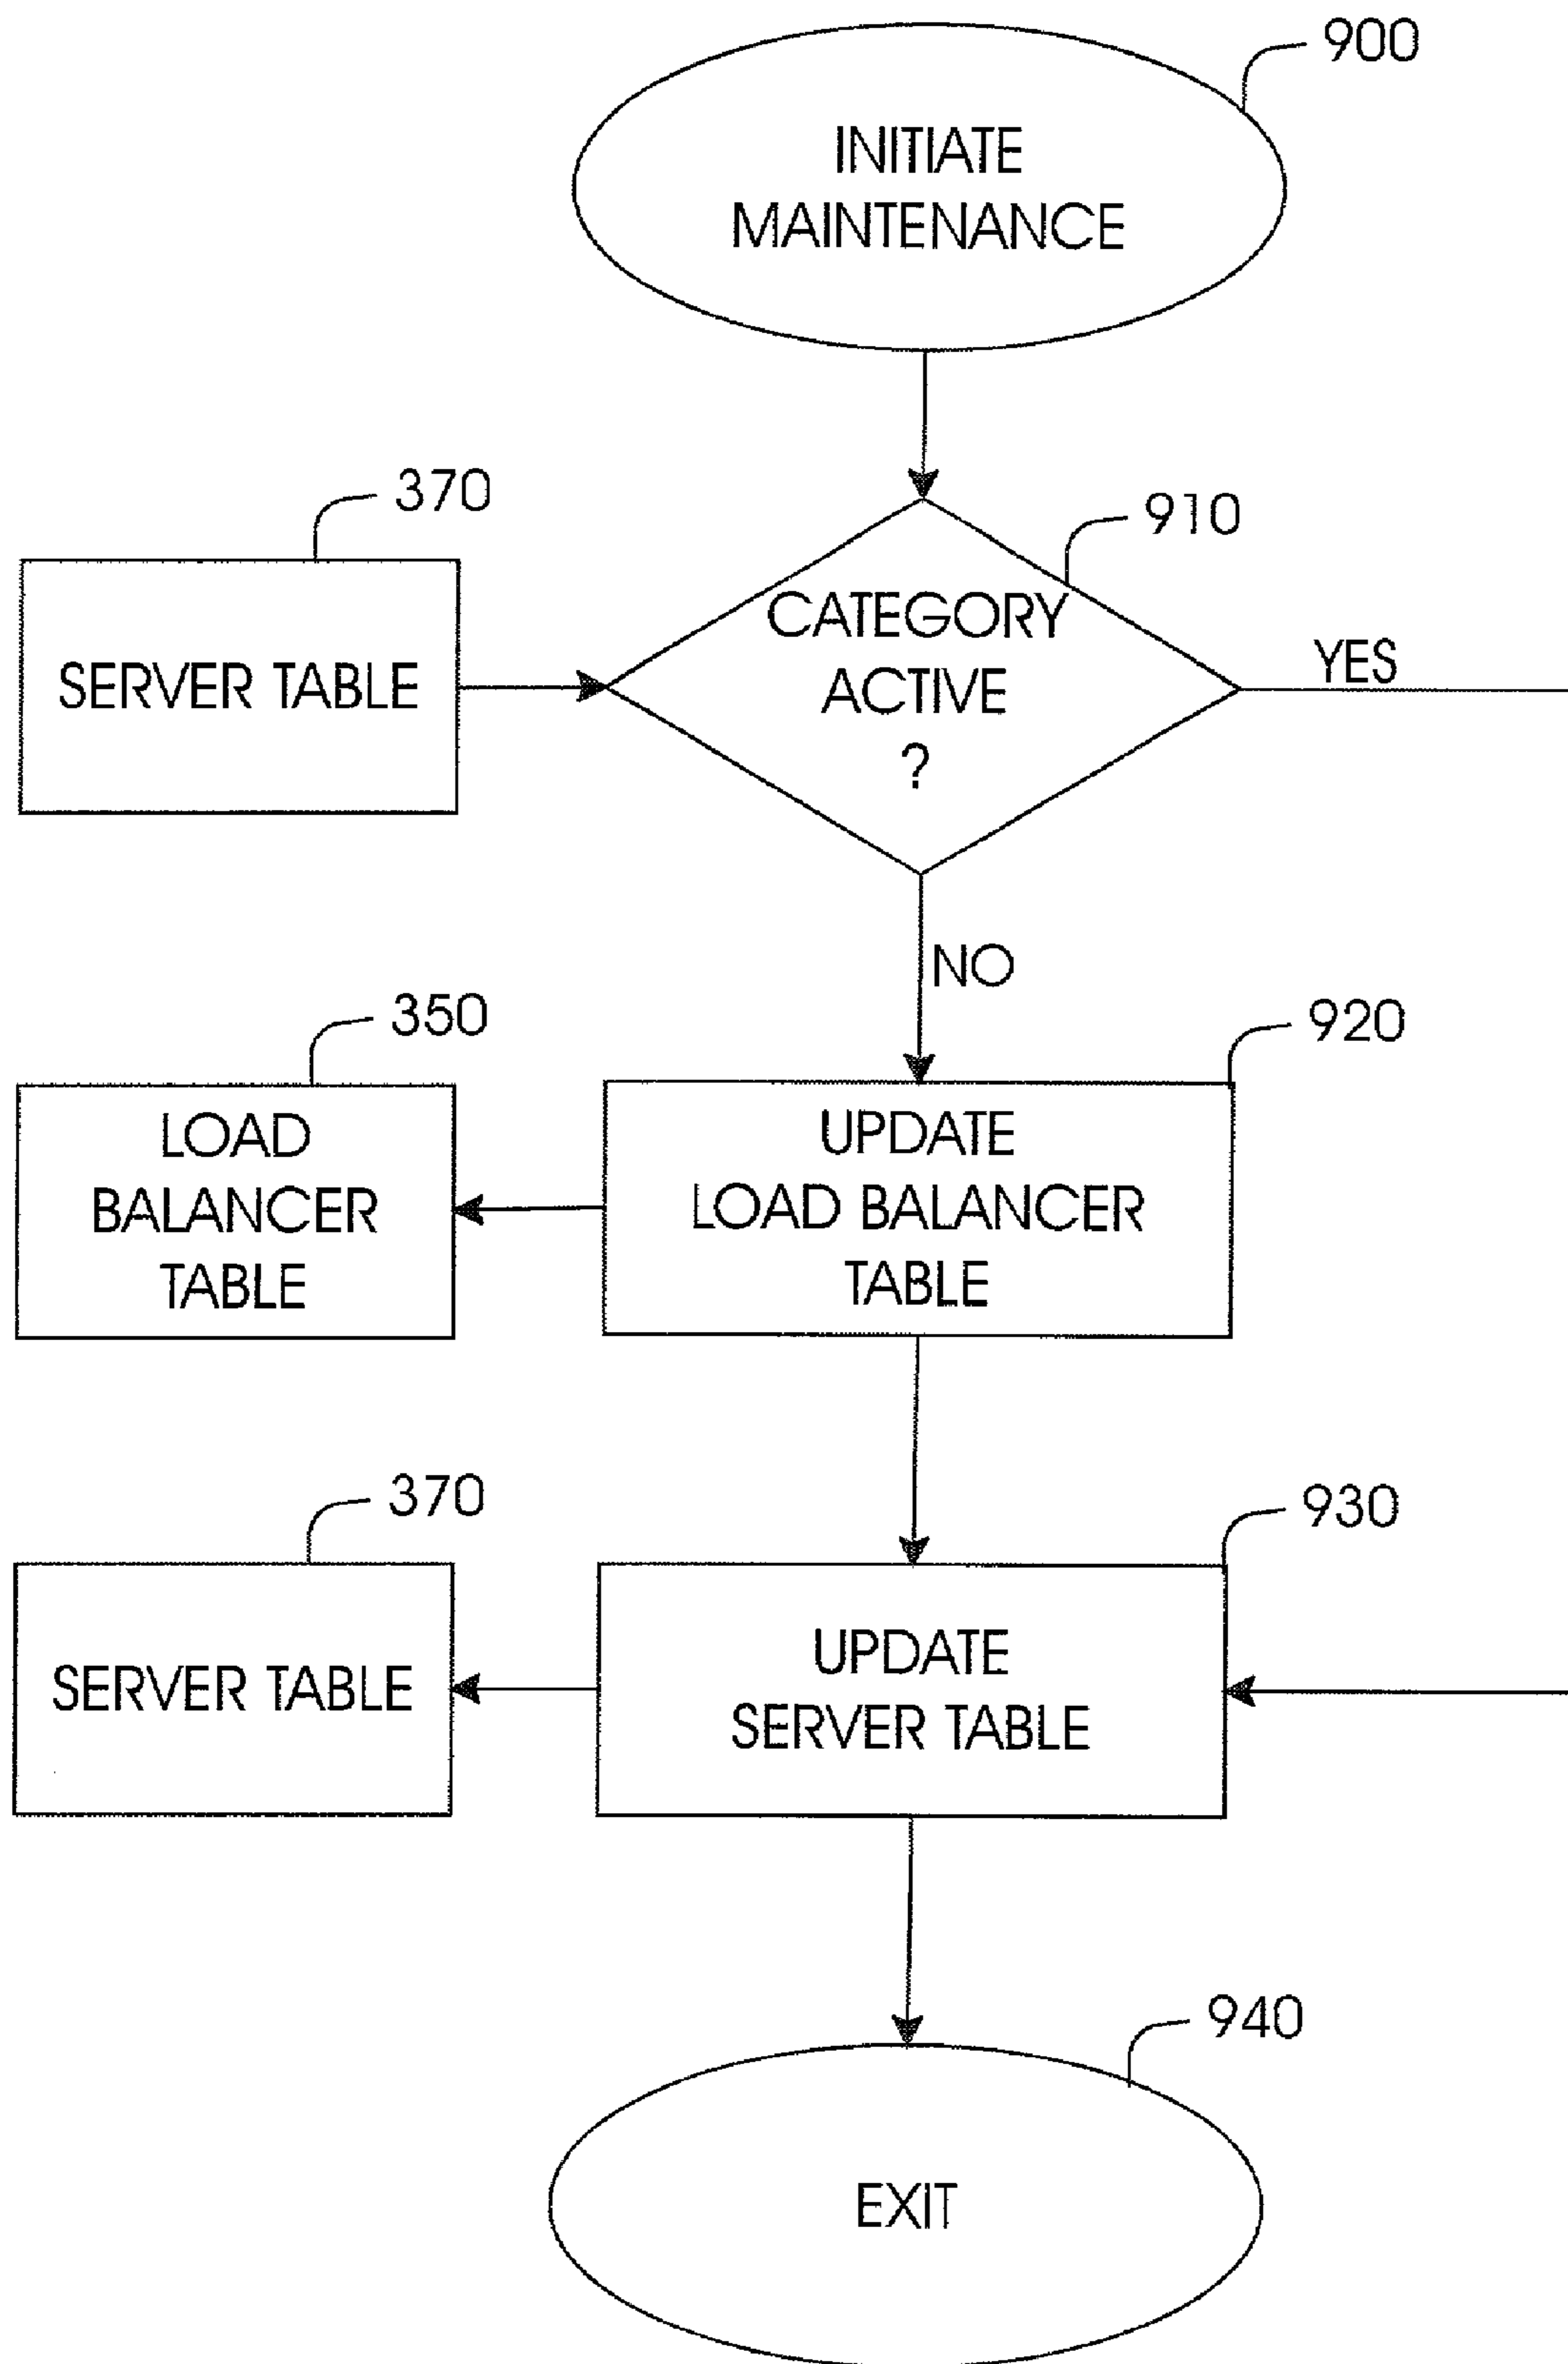 900
INITIATE
MAINTENANCE
370
910
SERVER TABLE
CATEGORY
ACTIVE
?
YES
NO
350
920
LOAD
BALANCER
TABLE
UPDATE
LOAD BALANCER
TABLE
370
930
SERVER TABLE
UPDATE
SERVER TABLE
940
EXIT